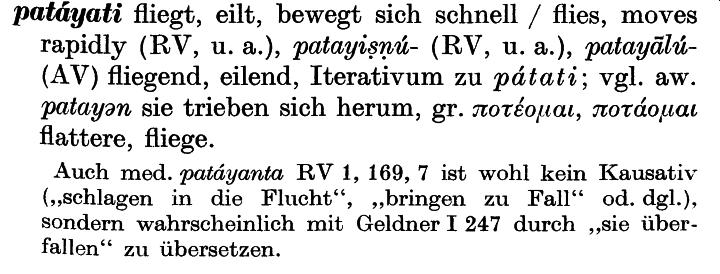 patáyati fliegt, eilt, bewegt sich schnell / flies, moves
rapidly (RV, u. a.), patayiṣṇú- (RV, u. a.), patayālú-
(AV) fliegend, eilend, Iterativum zu pátati; vgl. aw.
patayən sie trieben sich herum, gr. ποτέομαι, ποτάομαι
flattere, fliege.
Auch med. patáyanta RV 1, 169, 7 ist wohl kein Kausativ
(„schlagen in die Flucht“, „bringen zu Fall“ od. dgl.),
sondern wahrscheinlich mit Geldner I 247 durch „sie über-
fallen“ zu übersetzen.